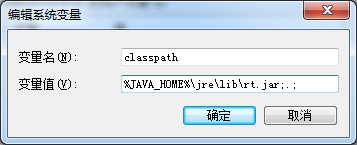 编辑系统变量
变量名(N):
classpath
变量值(V):
%JAVA_HOME%\jre\lib\rt.jar;.;
确定
取消